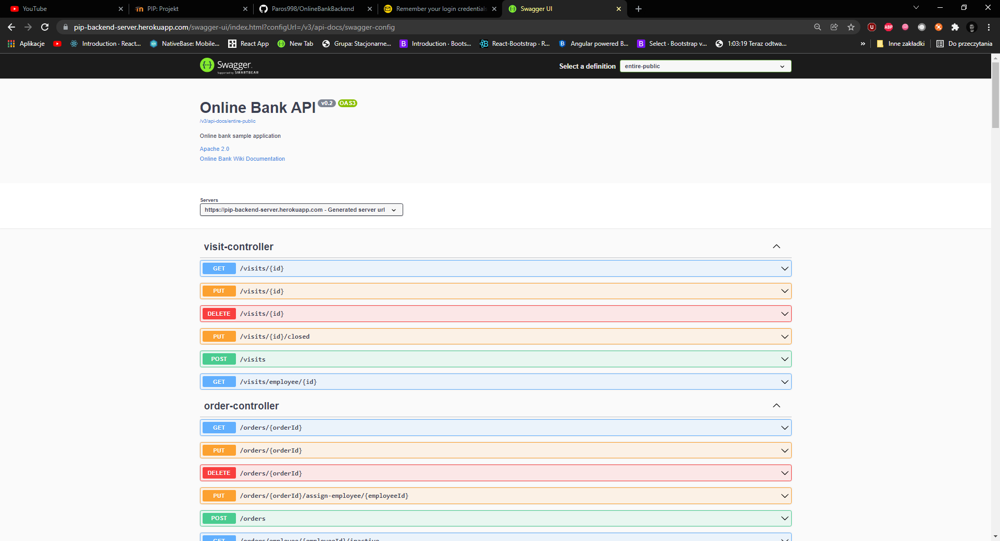 YouTube
PIP: Projekt
Paros998/OnlineBankBackend
Remember your login credentials
Swagger UI
pip-backend-server.herokuapp.com/swagger-ui/index.html?configUrl=/v3/api-docs/swagger-config
Aplikacje
Introduction · React...
NativeBase: Mobile...
React App
New Tab
Grupa: Stacjonarne...
Introduction · Boots...
React-Bootstrap · R...
Angular powered B...
Select · Bootstrap v...
1:03:19 Teraz odtwa...
»
Inne zakładki
Do przeczytania
Swagger.
Supported by SMARTBEAR
Select a definition
entire-public
Online Bank API v0.2 OAS3
/v3/api-docs/entire-public
Online bank sample application
Apache 2.0
Online Bank Wiki Documentation
Servers
https://pip-backend-server.herokuapp.com - Generated server url
visit-controller
GET /visits/{id}
PUT /visits/{id}
DELETE /visits/{id}
PUT /visits/{id}/closed
POST /visits
GET /visits/employee/{id}
order-controller
GET /orders/{orderId}
PUT /orders/{orderId}
DELETE /orders/{orderId}
PUT /orders/{orderId}/assign-employee/{employeeId}
POST /orders
GET /orders/employee/{employeeId}/inactive